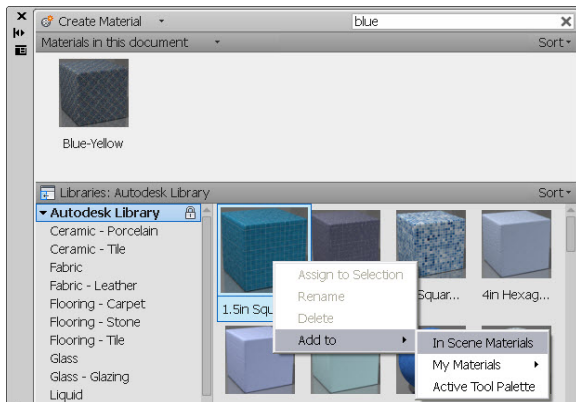 Create Material
blue
Materials in this document
Sort
Blue-Yellow
Libraries: Autodesk Library
Sort
Autodesk Library
Ceramic - Porcelain
Ceramic - Tile
Fabric
Fabric - Leather
Flooring - Carpet
Flooring - Stone
Flooring - Tile
Glass
Glass - Glazing
Liquid
1.5in Squ
Squar...
4in Hexag...
Assign to Selection
Rename
Delete
Add to
In Scene Materials
My Materials
Active Tool Palette